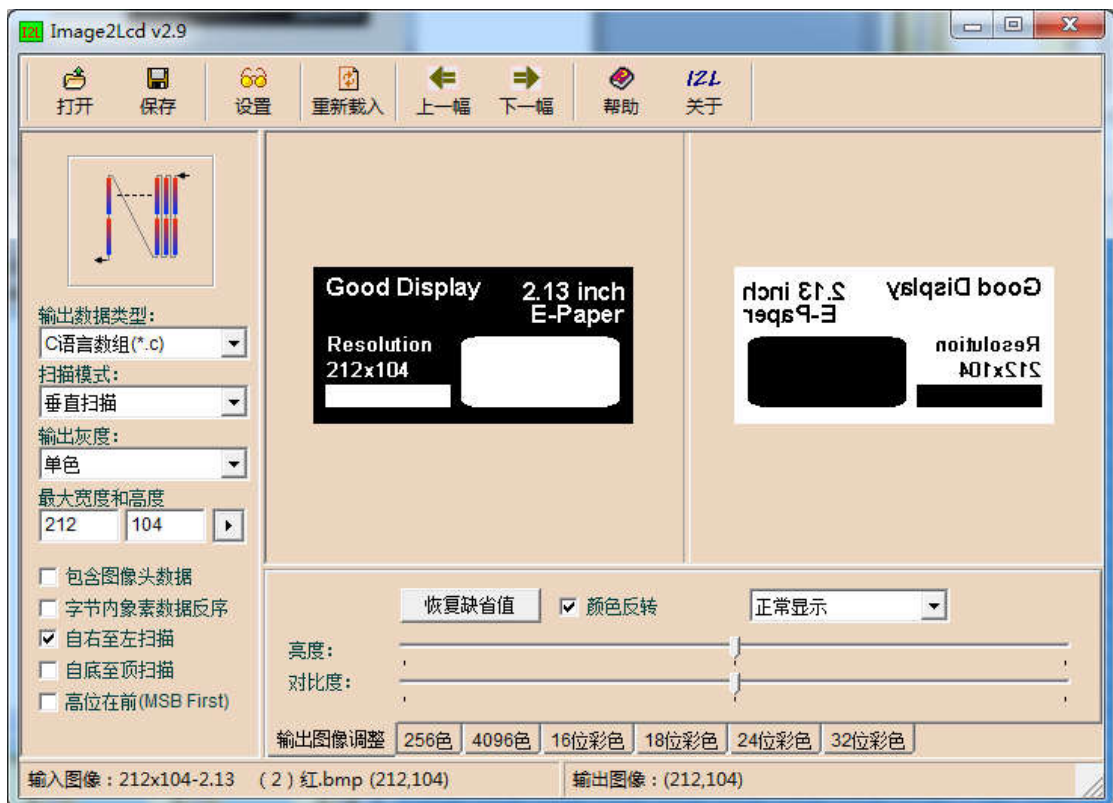 I2L Image2Lcd v2.9
打开 保存 设置 重新载入 上一幅 下一幅 帮助 I2L 关于
输出数据类型:
C语言数组(*.c)
扫描模式:
垂直扫描
输出灰度:
单色
最大宽度和高度
212 104
包含图像头数据
字节内象素数据反序
自右至左扫描
自底至顶扫描
高位在前(MSB First)
Good Display
2.13 inch
E-Paper
Resolution
212x104
Good Display
2.13 inch
E-Paper
Resolution
212x104
恢复缺省值 颜色反转 正常显示
亮度:
对比度:
输出图像调整 256色 4096色 16位彩色 18位彩色 24位彩色 32位彩色
输入图像:212x104-2.13 (2)红.bmp (212,104) 输出图像:(212,104)